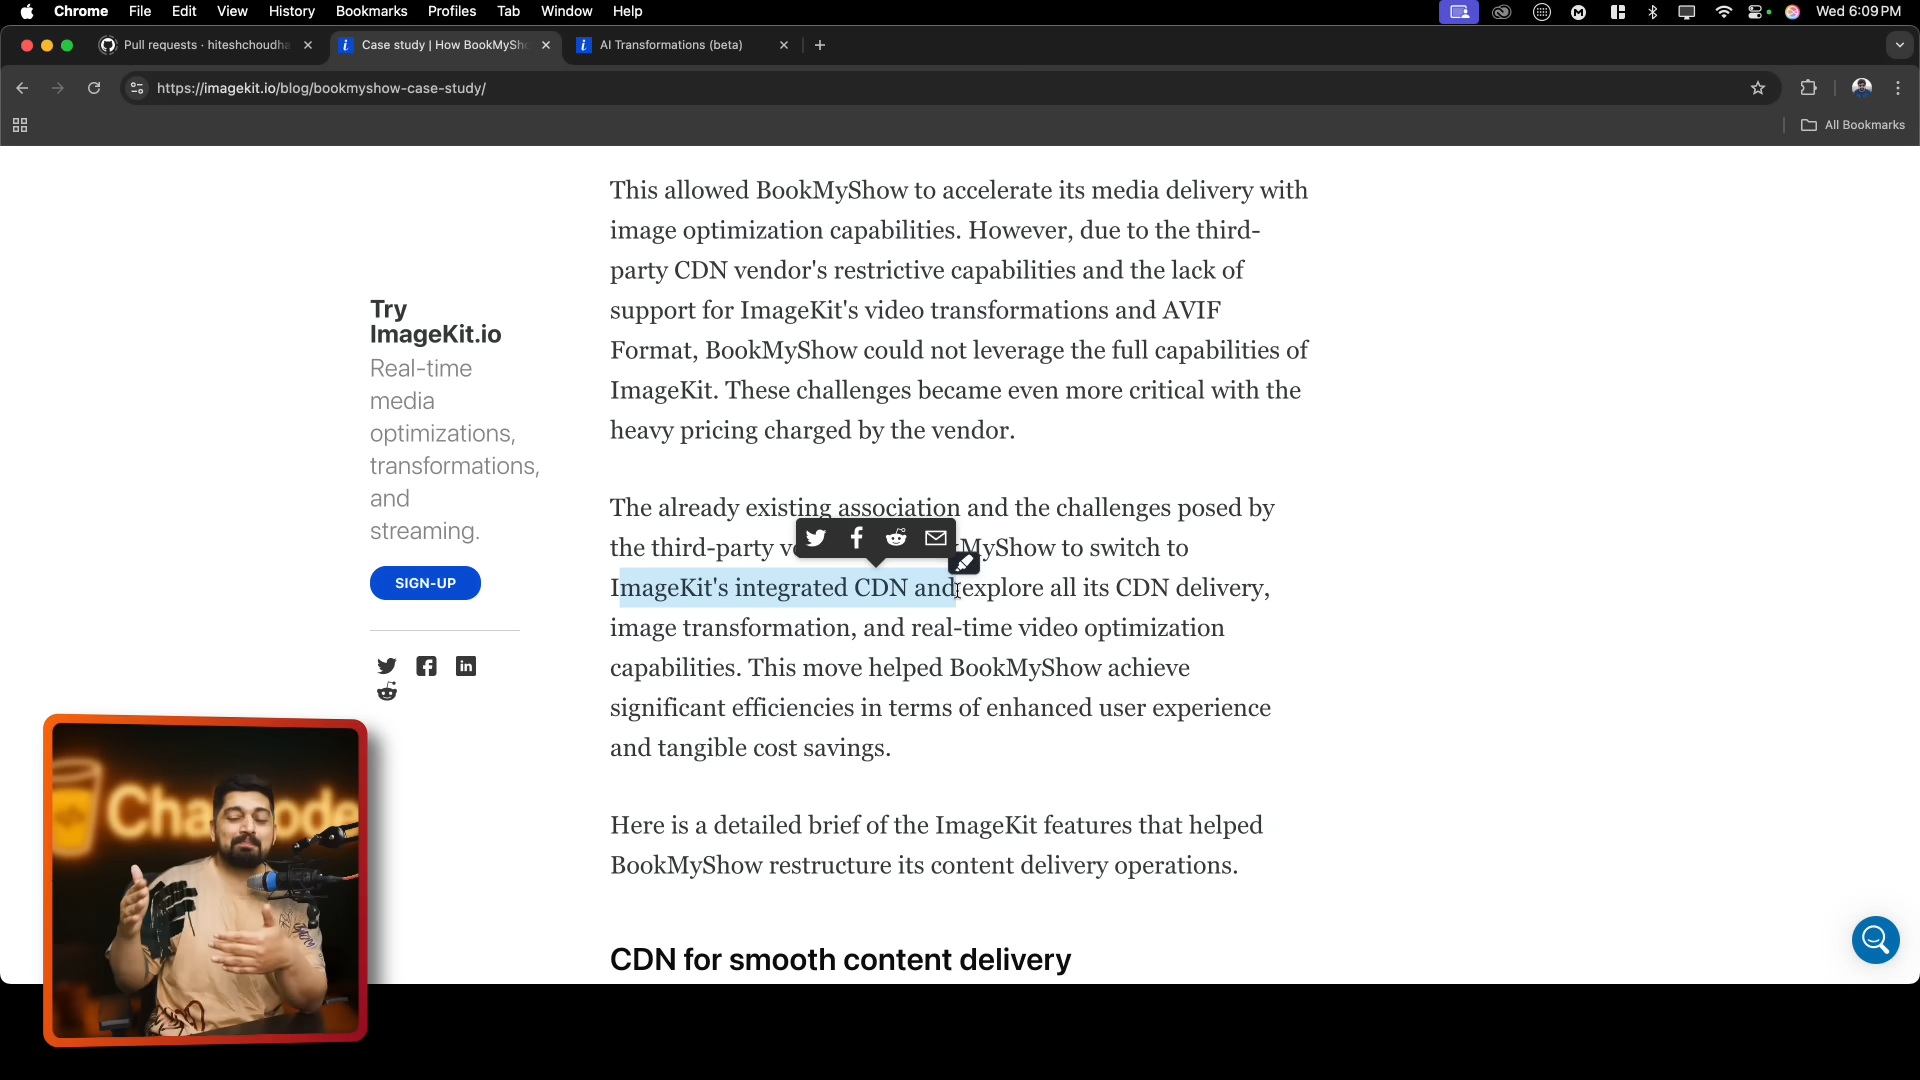 Chrome File Edit View History Bookmarks Profiles Tab Window Help Wed 6:09 PM
Pull requests · hiteshchoudha
Case study | How BookMySh
AI Transformations (beta)
https://imagekit.io/blog/bookmyshow-case-study/
All Bookmarks
Try
ImageKit.io
Real-time
media
optimizations,
transformations,
and
streaming.
SIGN-UP
This allowed BookMyShow to accelerate its media delivery with
image optimization capabilities. However, due to the third-
party CDN vendor's restrictive capabilities and the lack of
support for ImageKit's video transformations and AVIF
Format, BookMyShow could not leverage the full capabilities of
ImageKit. These challenges became even more critical with the
heavy pricing charged by the vendor.
The already existing association and the challenges posed by
the third-party v MyShow to switch to
ImageKit's integrated CDN and explore all its CDN delivery,
image transformation, and real-time video optimization
capabilities. This move helped BookMyShow achieve
significant efficiencies in terms of enhanced user experience
and tangible cost savings.
Here is a detailed brief of the ImageKit features that helped
BookMyShow restructure its content delivery operations.
CDN for smooth content delivery
Cha ode